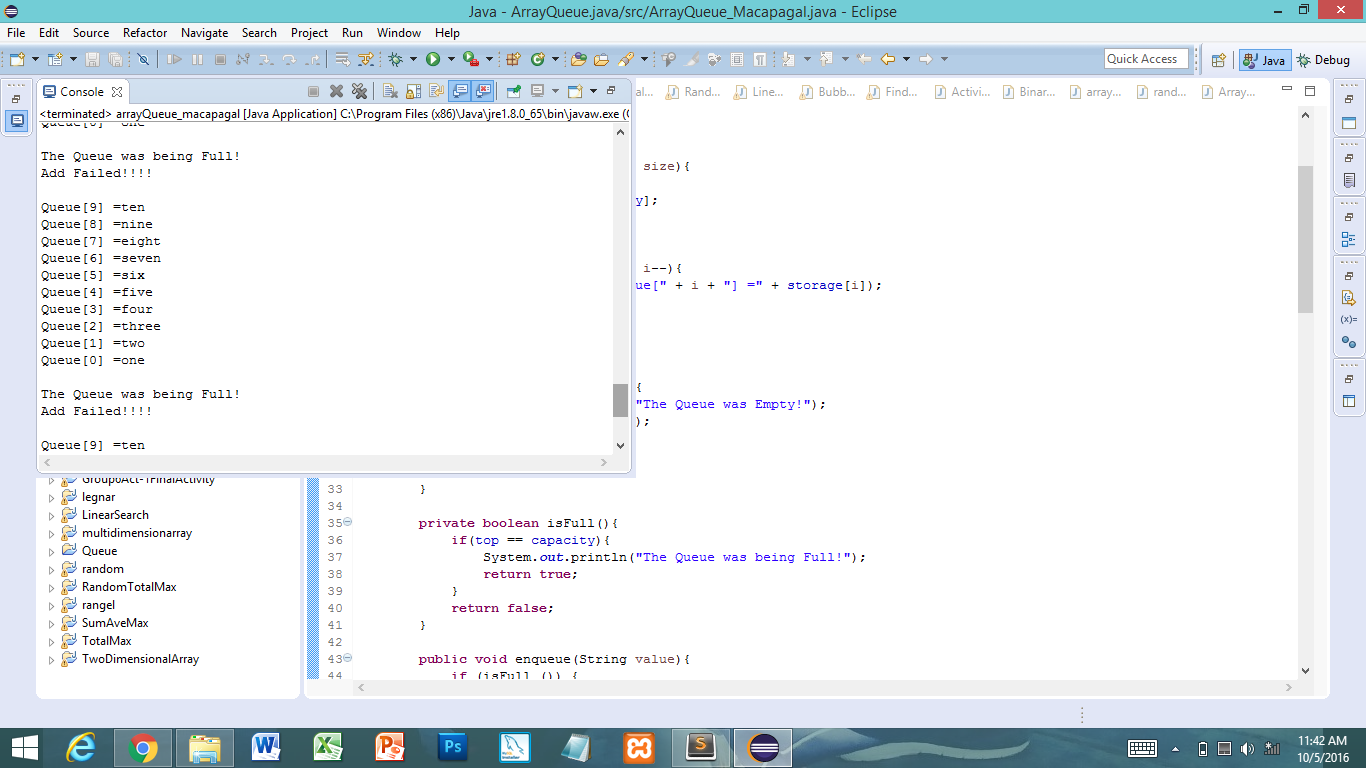 Java - ArrayQueue.java/src/ArrayQueue_Macapagal.java - Eclipse
File Edit Source Refactor Navigate Search Project Run Window Help
Quick Access
Java
Debug
Console
<terminated> arrayQueue_macapagal [Java Application] C:\Program Files (x86)\Java\jre1.8.0_65\bin\javaw.exe (
al... Rand... Line... Bubb... Find... Activi... Binar... array... rand... Array...
The Queue was being Full!
Add Failed!!!!
Queue[9] =ten
Queue[8] =nine
Queue[7] =eight
Queue[6] =seven
Queue[5] =six
Queue[4] =five
Queue[3] =four
Queue[2] =three
Queue[1] =two
Queue[0] =one
The Queue was being Full!
Add Failed!!!!
Queue[9] =ten
size){
y];
i--){
ue[" + i + "] =" + storage[i]);
{
"The Queue was Empty!");
);
GroupoAct-1FinalActivity
legnar
LinearSearch
multidimensionarray
Queue
random
RandomTotalMax
rangel
SumAveMax
TotalMax
TwoDimensionalArray
33 }
34
35 private boolean isFull(){
36 if(top == capacity){
37 System.out.println("The Queue was being Full!");
38 return true;
39 }
40 return false;
41 }
42
43 public void enqueue(String value){
44 if (isFull ()) {
(x)=
11:42 AM
10/5/2016